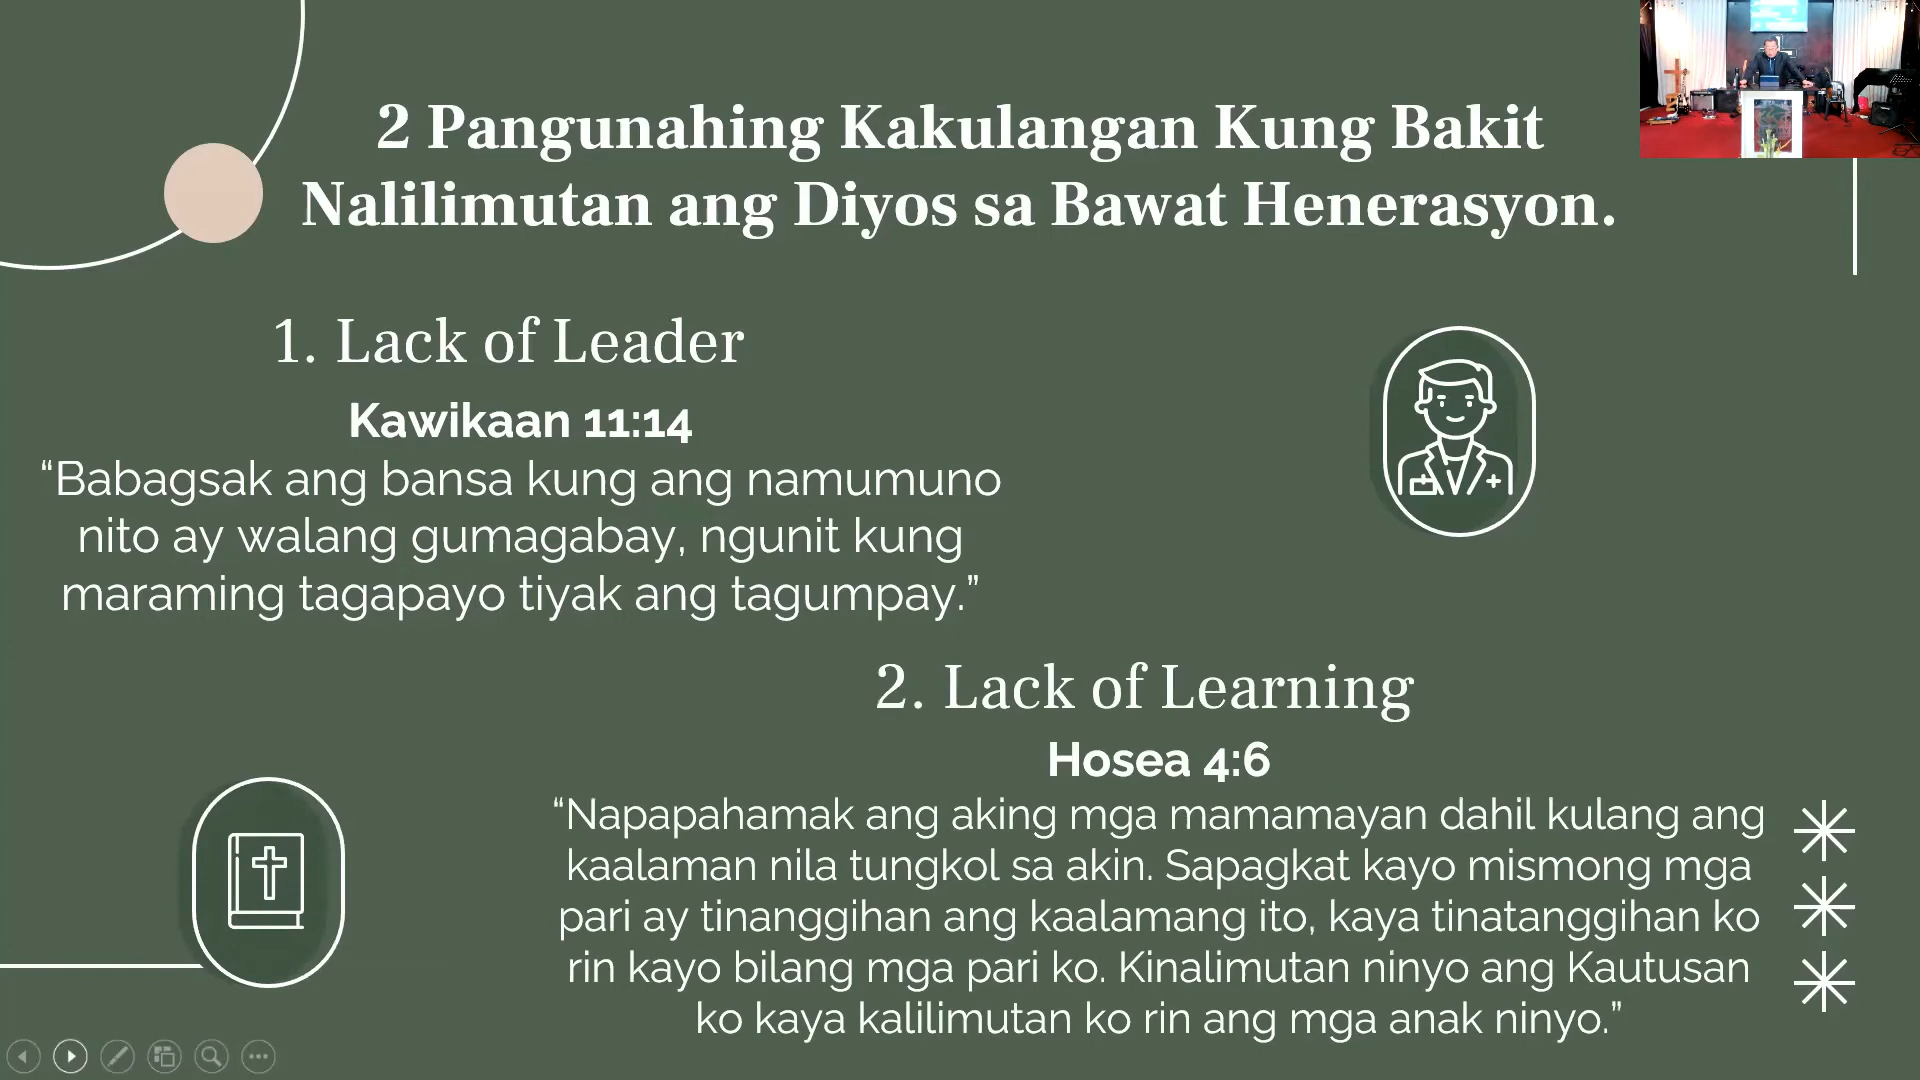 2 Pangunahing Kakulangan Kung Bakit
Nalilimutan ang Diyos sa Bawat Henerasyon.
1. Lack of Leader
Kawikaan 11:14
“Babagsak ang bansa kung ang namumuno
nito ay walang gumagabay, ngunit kung
maraming tagapayo tiyak ang tagumpay.”
2. Lack of Learning
Hosea 4:6
“Napapahamak ang aking mga mamamayan dahil kulang ang
kaalaman nila tungkol sa akin. Sapagkat kayo mismong mga
pari ay tinanggihan ang kaalamang ito, kaya tinatanggihan ko
rin kayo bilang mga pari ko. Kinalimutan ninyo ang Kautusan
ko kaya kalilimutan ko rin ang mga anak ninyo.”